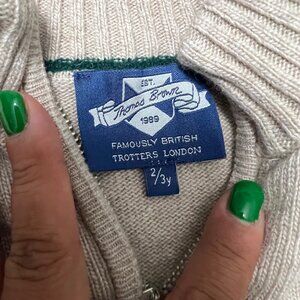 EST.
Thomas Brown
1989
FAMOUSLY BRITISH
TROTTERS LONDON
2/3y